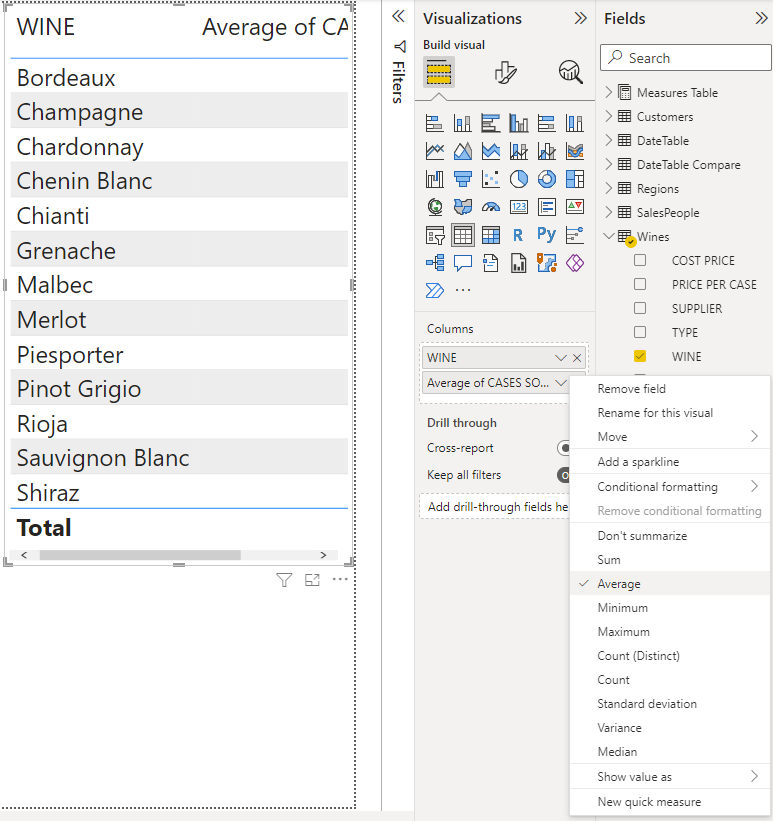 WINE Average of CA
Bordeaux
Champagne
Chardonnay
Chenin Blanc
Chianti
Grenache
Malbec
Merlot
Piesporter
Pinot Grigio
Rioja
Sauvignon Blanc
Shiraz
Total
Filters
Visualizations
Build visual
123
R Py
Columns
WINE
Average of CASES SO...
Drill through
Cross-report
Keep all filters
Add drill-through fields he
Fields
Search
Measures Table
Customers
DateTable
DateTable Compare
Regions
SalesPeople
Wines
COST PRICE
PRICE PER CASE
SUPPLIER
TYPE
WINE
Remove field
Rename for this visual
Move
Add a sparkline
Conditional formatting
Remove conditional formatting
Don't summarize
Sum
Average
Minimum
Maximum
Count (Distinct)
Count
Standard deviation
Variance
Median
Show value as
New quick measure